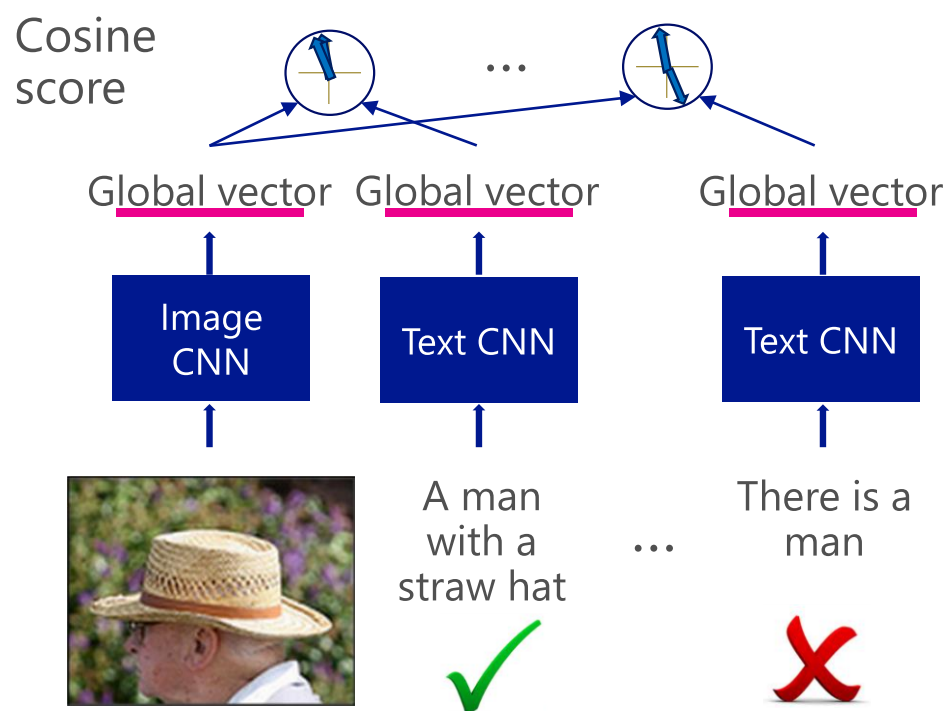 Cosine
score
...
Global vector
Global vector
Global vector
Image
CNN
Text CNN
Text CNN
A man
with a
straw hat
...
There is a
man